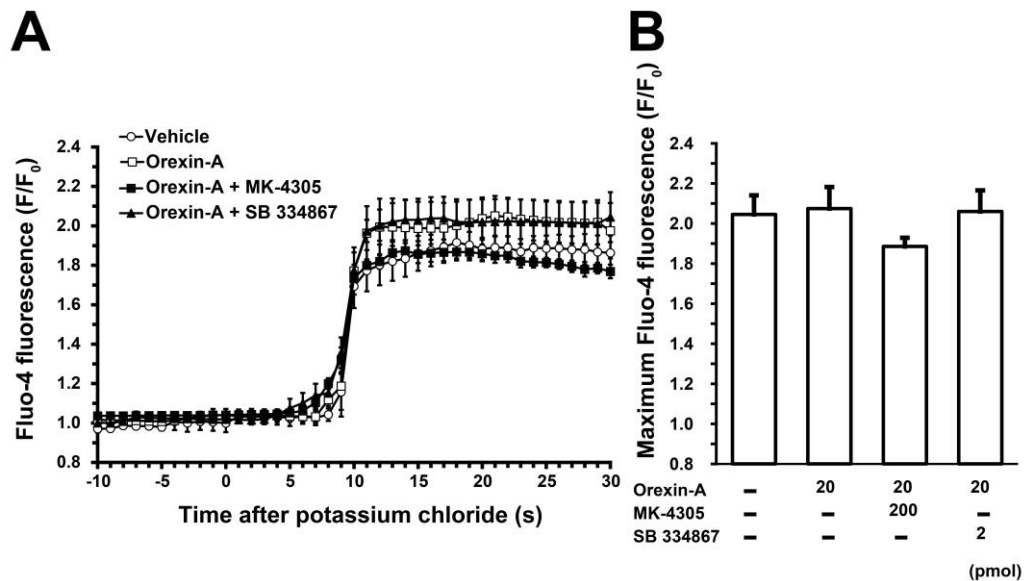 A
Vehicle
Orexin-A
Orexin-A + MK-4305
Orexin-A + SB 334867
Fluo-4 fluorescence (F/F0)
2.4
2.2
2.0
1.8
1.6
1.4
1.2
1.0
0.8
-10 -5 0 5 10 15 20 25 30
Time after potassium chloride (s)
B
Maximum Fluo-4 fluorescence (F/F0)
2.4
2.2
2.0
1.8
1.6
1.4
1.2
1.0
0.8
Orexin-A – 20 20 20
MK-4305 – – 200 –
SB 334867 – – – 2
(pmol)